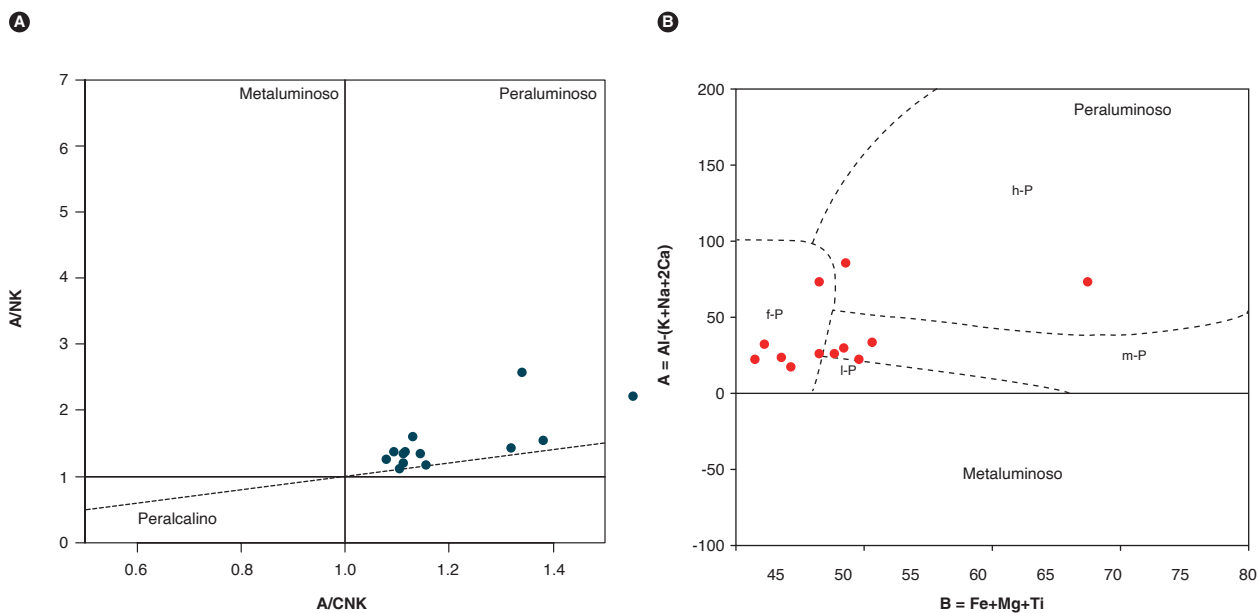 A
7
6
5
4
3
2
1
0
A/NK
Metaluminoso
Peraluminoso
Peralcalino
0.6
0.8
1.0
1.2
1.4
A/CNK
B
200
150
100
50
0
-50
-100
A = Al-(K+Na+2Ca)
Peraluminoso
h-P
f-P
m-P
l-P
Metaluminoso
45
50
55
60
65
70
75
80
B = Fe+Mg+Ti